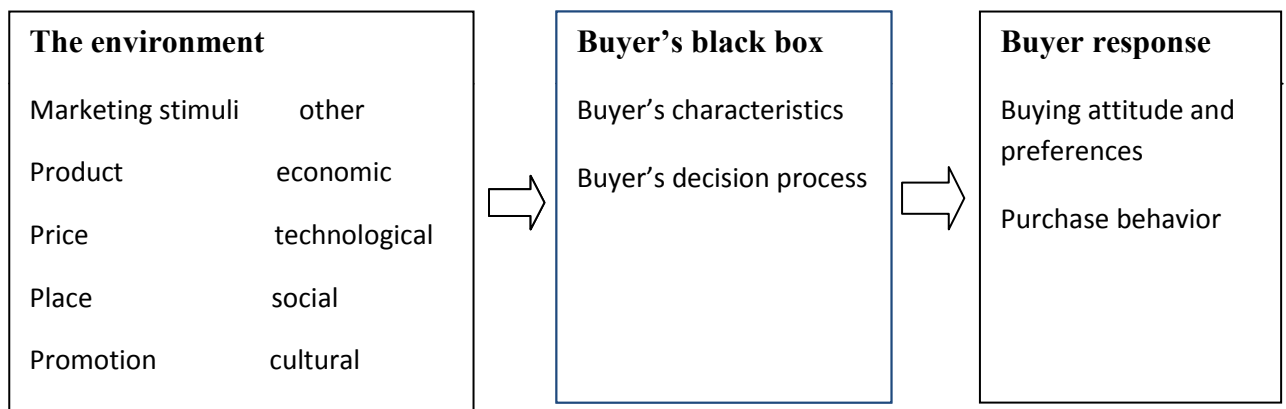 The environment
Marketing stimuli other
Product economic
Price technological
Place social
Promotion cultural
Buyer’s black box
Buyer’s characteristics
Buyer’s decision process
Buyer response
Buying attitude and
preferences
Purchase behavior